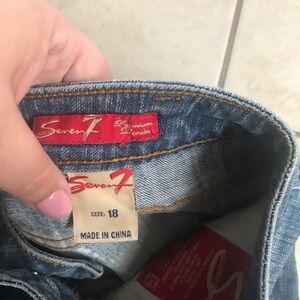 Seven7
Premium
Denim
Seven7
SIZE: 18
MADE IN CHINA